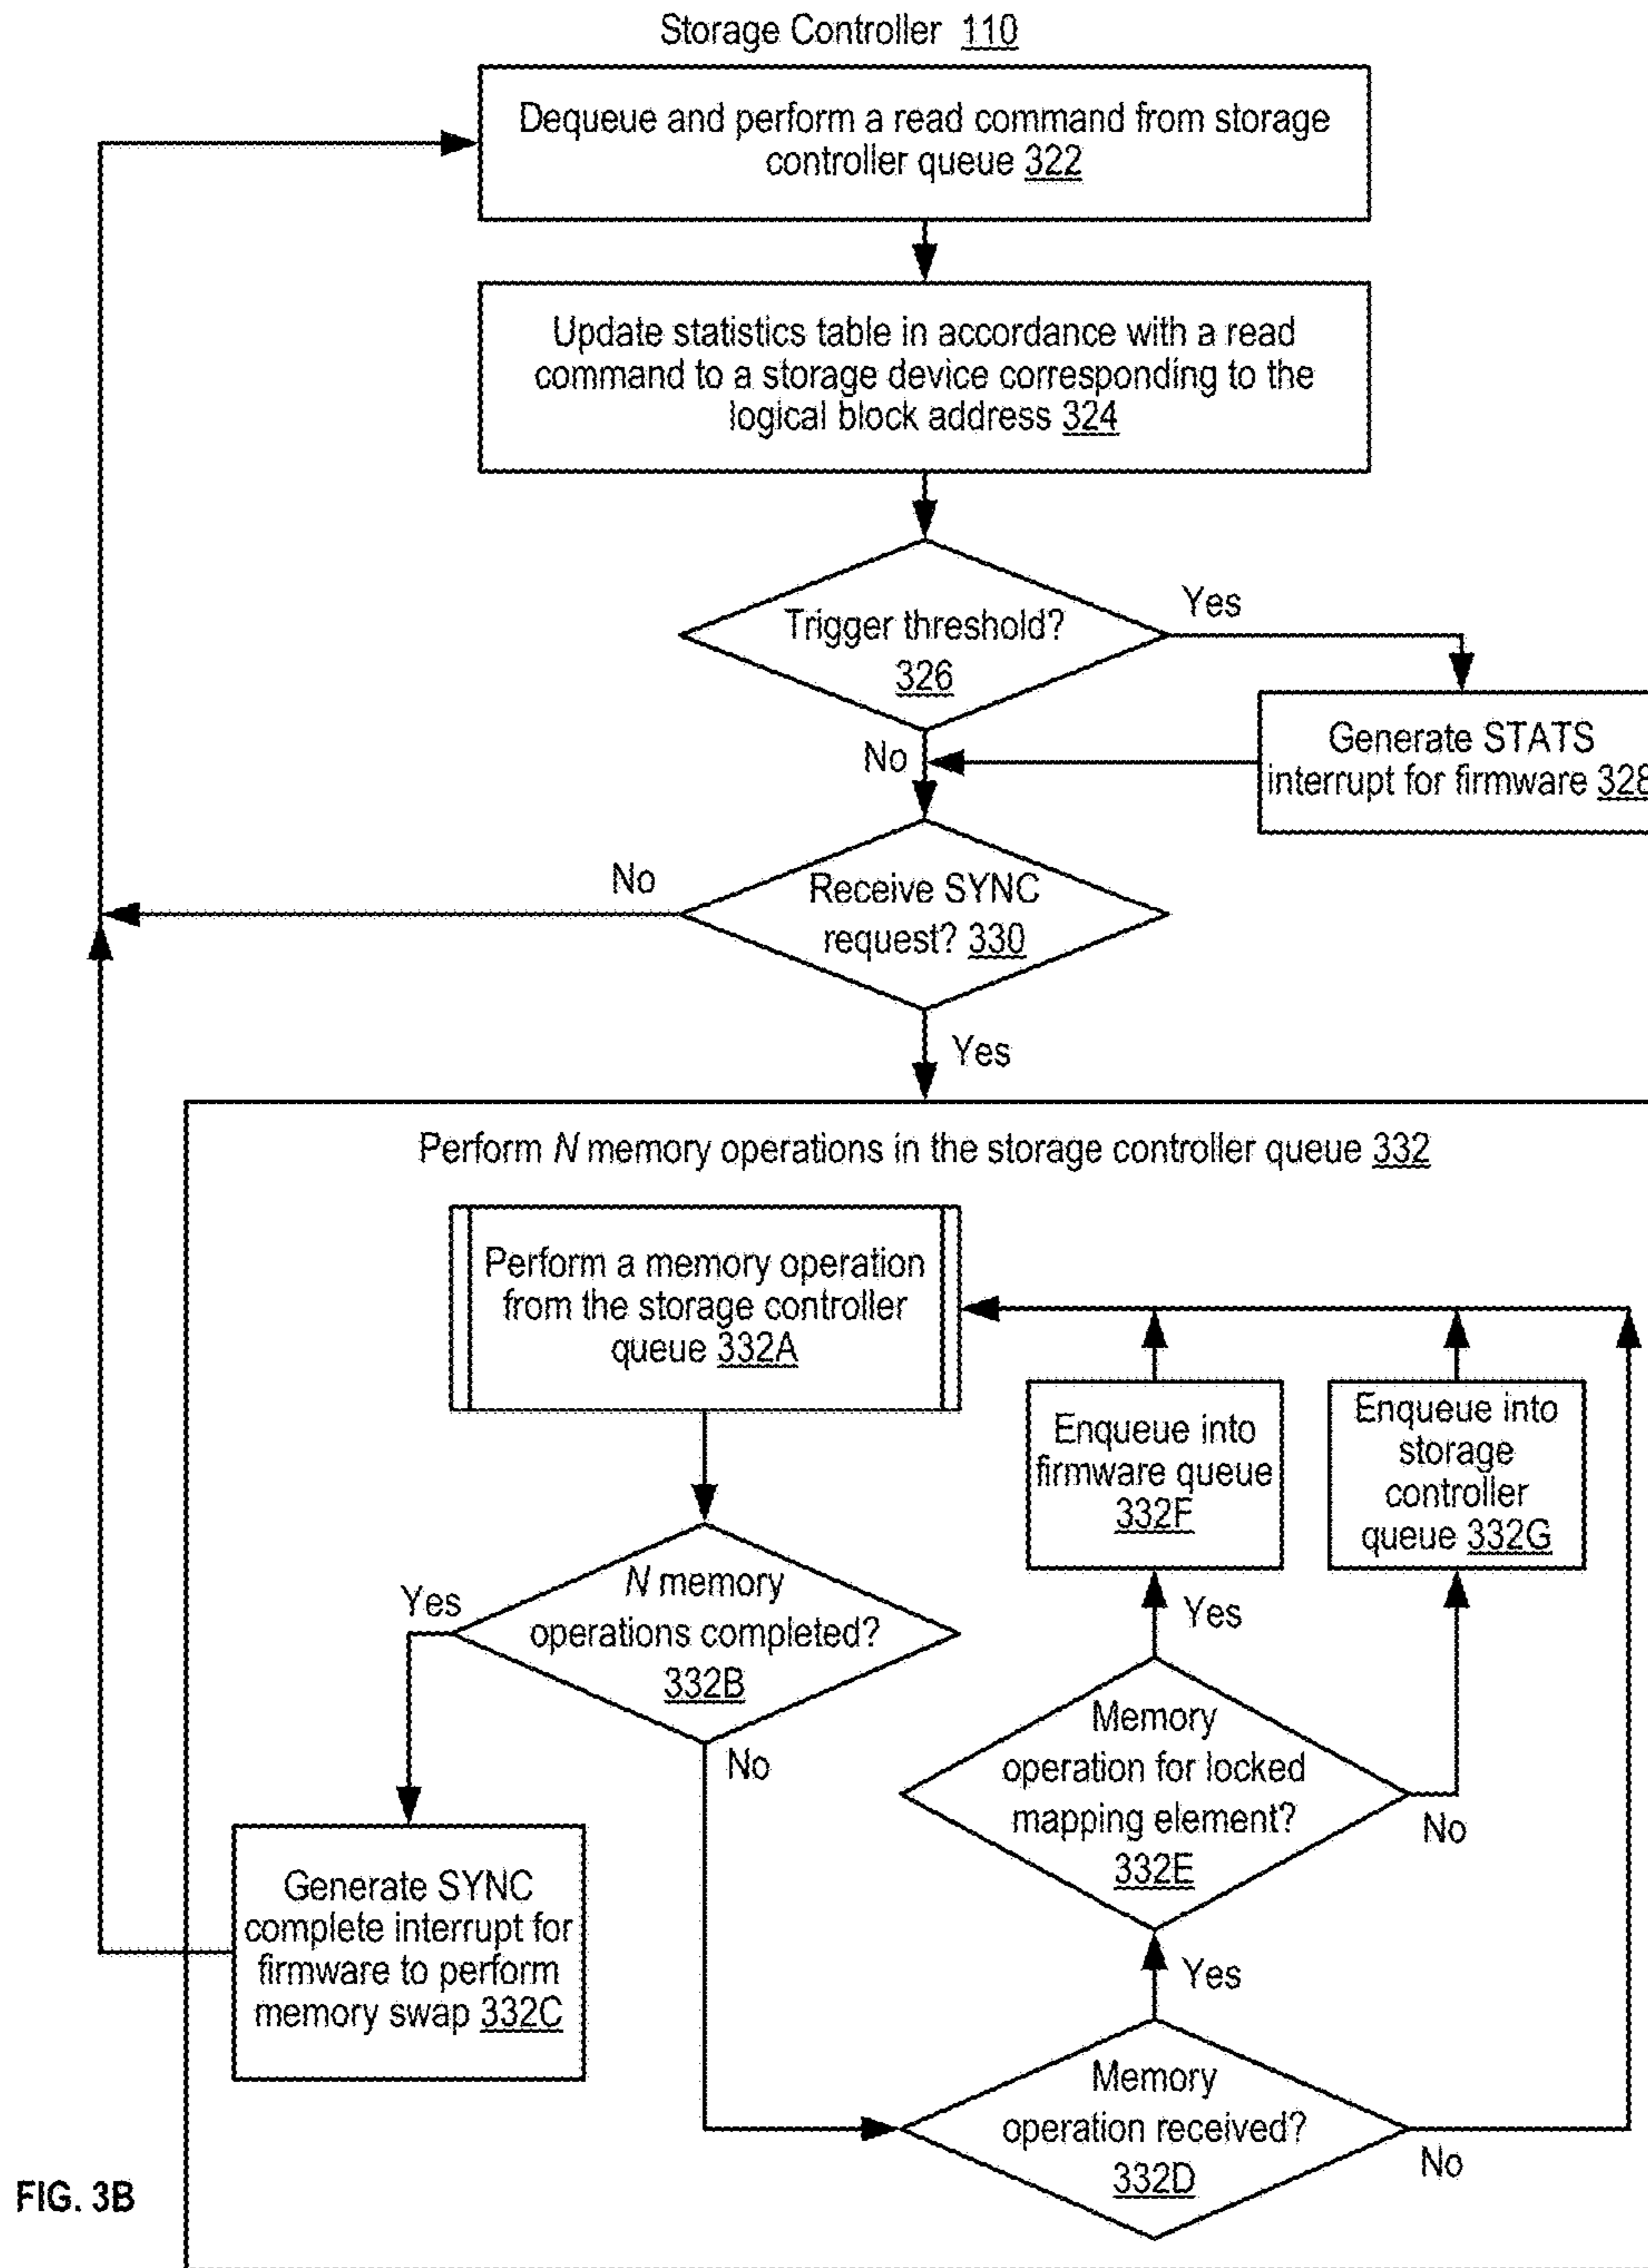 Storage Controller 110
Dequeue and perform a read command from storage
controller queue 322
Update statistics table in accordance with a read
command to a storage device corresponding to the
logical block address 324
Trigger threshold?
326
Yes
No
Generate STATS
interrupt for firmware 328
Receive SYNC
request? 330
No
Yes
Perform N memory operations in the storage controller queue 332
Perform a memory operation
from the storage controller
queue 332A
Enqueue into
firmware queue
332F
Enqueue into
storage
controller
queue 332G
N memory
operations completed?
332B
Yes
No
Yes
Memory
operation for locked
mapping element?
332E
No
Generate SYNC
complete interrupt for
firmware to perform
memory swap 332C
Yes
Memory
operation received?
332D
No
FIG. 3B